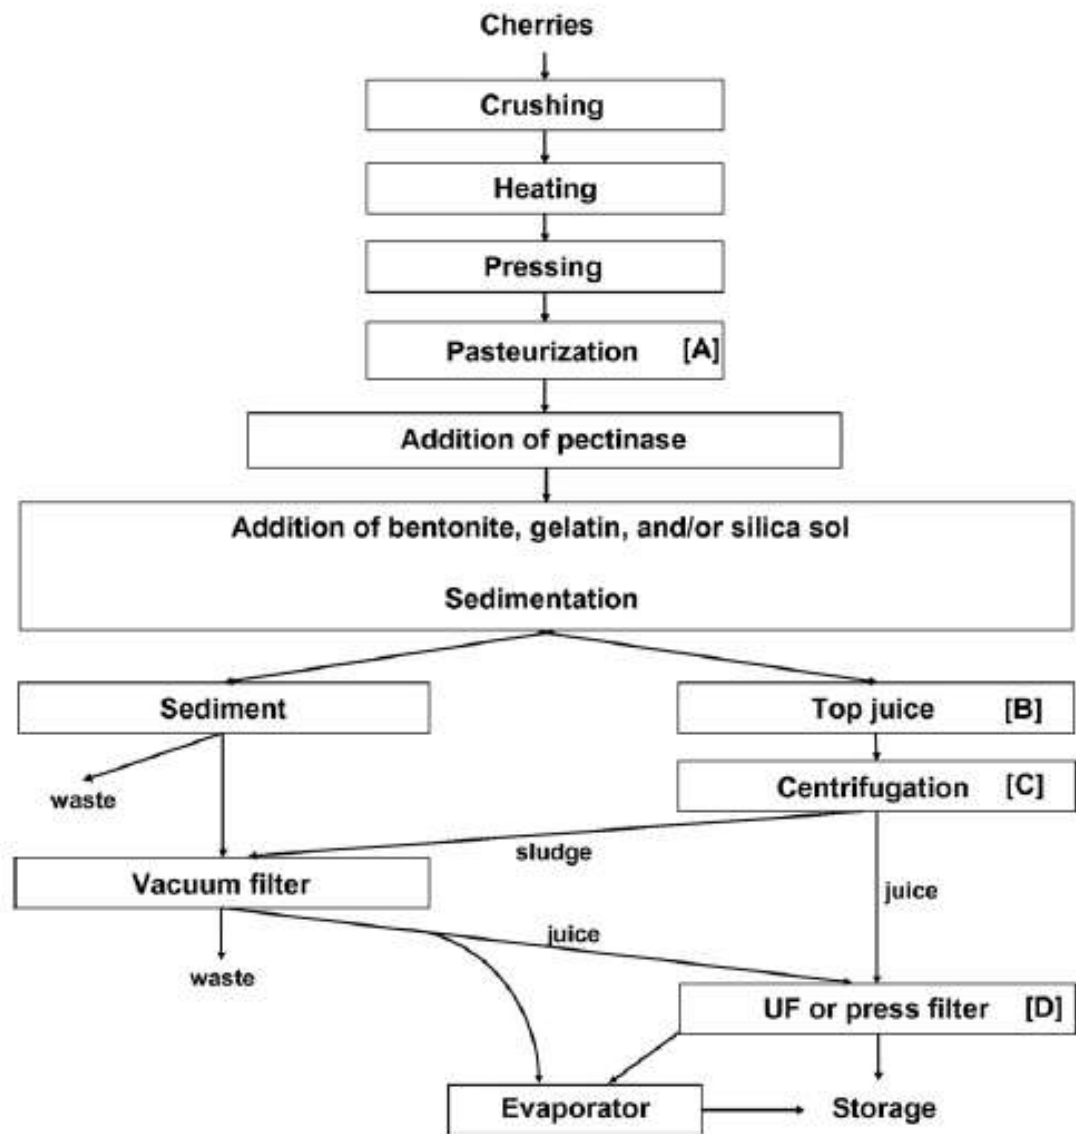 Cherries
Crushing
Heating
Pressing
Pasteurization [A]
Addition of pectinase
Addition of bentonite, gelatin, and/or silica sol
Sedimentation
Sediment
Top juice [B]
waste
Centrifugation [C]
sludge
Vacuum filter
juice
juice
waste
UF or press filter [D]
Evaporator
Storage